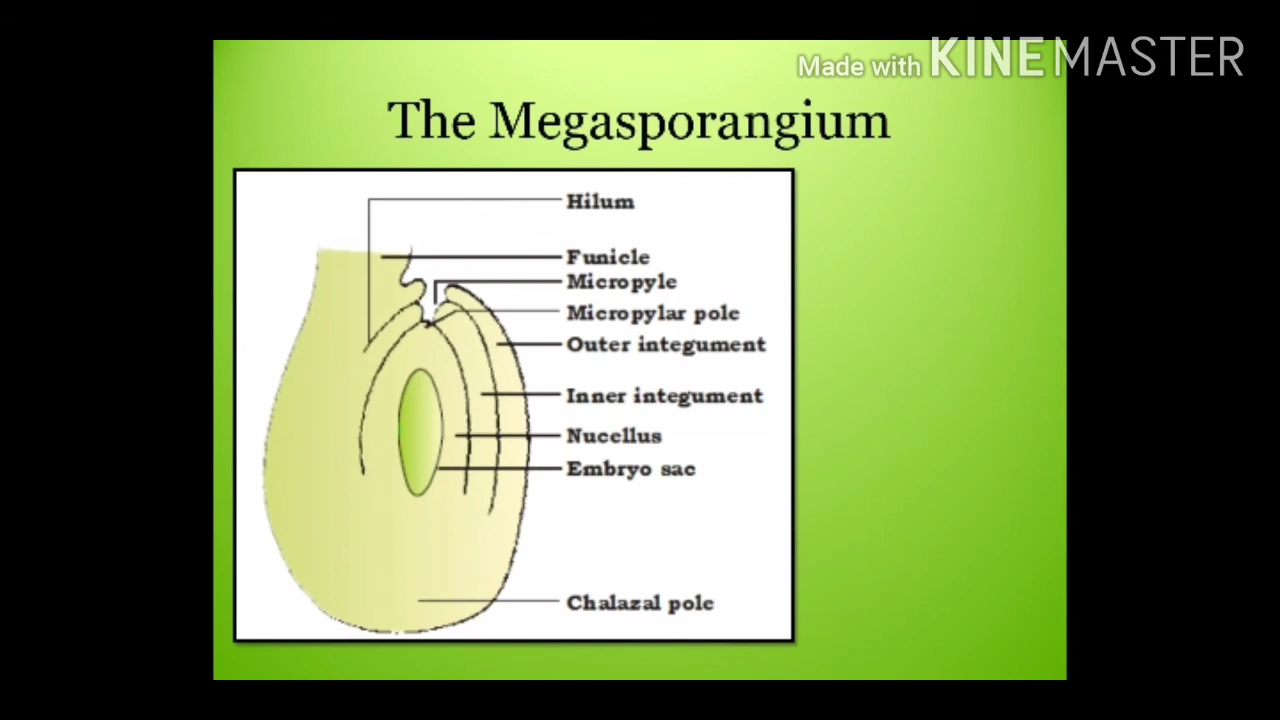 Made with KINEMASTER
The Megasporangium
Hilum
Funicle
Micropyle
Micropylar pole
Outer integument
Inner integument
Nucellus
Embryo sac
Chalazal pole